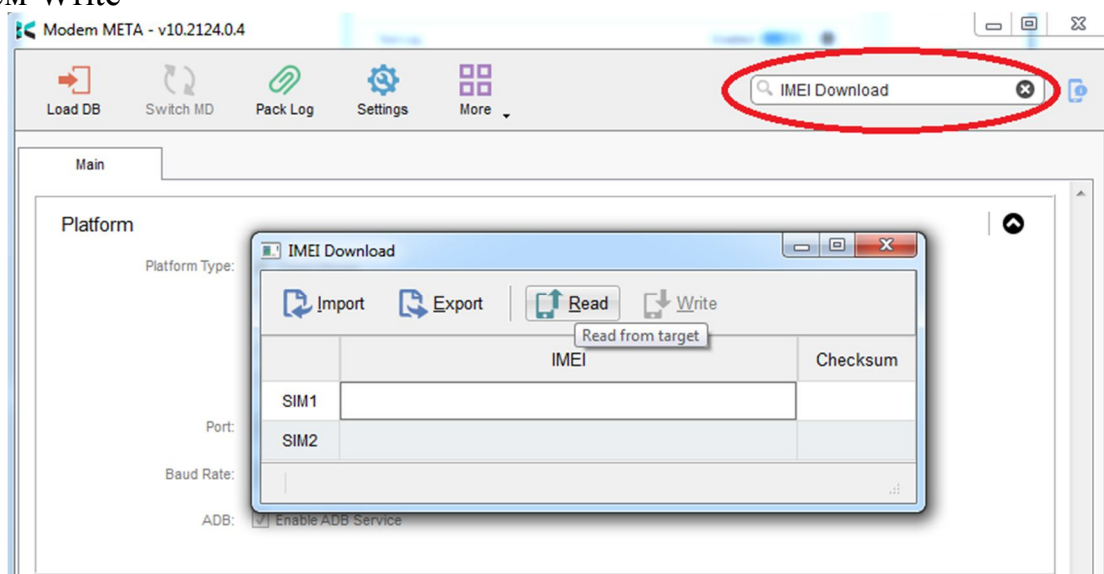 Write
Modem META - v10.2124.0.4
Load DB Switch MD Pack Log Settings More IMEI Download
Main
Platform
Platform Type:
IMEI Download
Import Export Read Write
Read from target
IMEI Checksum
SIM1
SIM2
Port:
Baud Rate:
ADB: Enable ADB Service